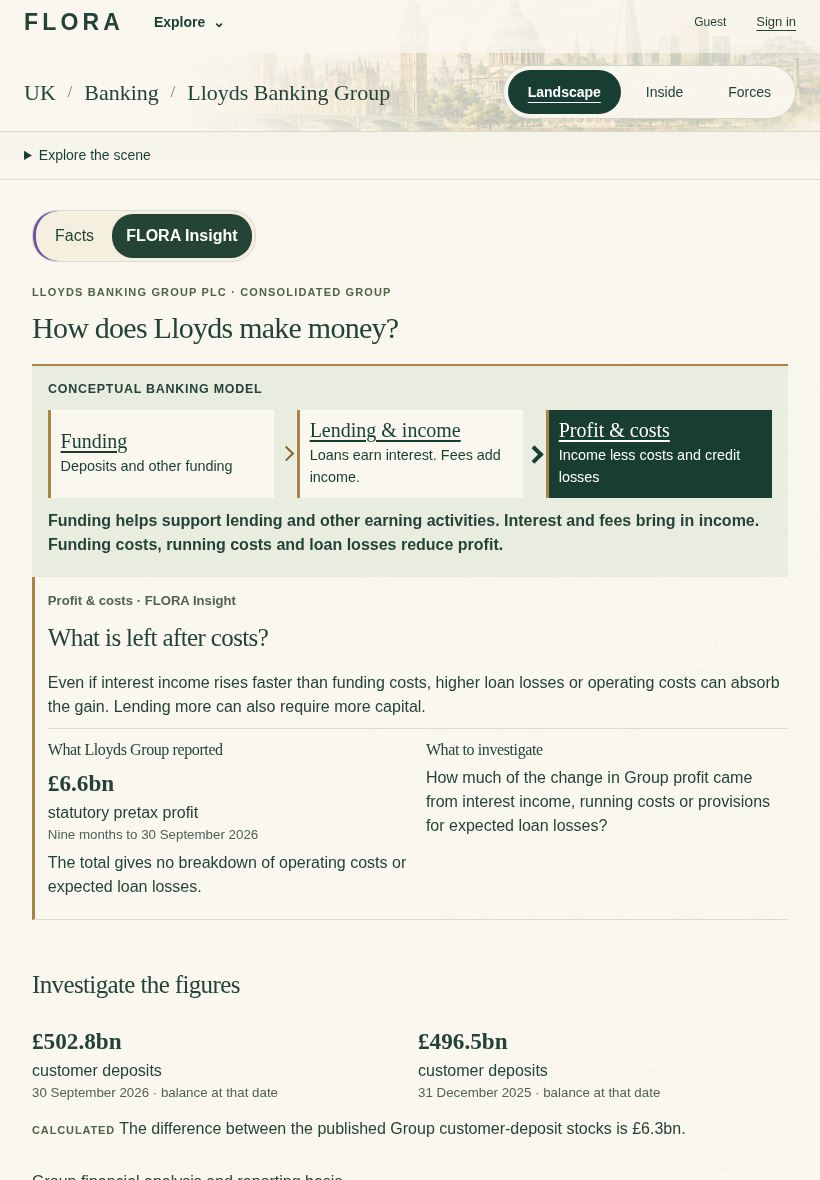 FLORA
Explore
Guest
Sign in
UK / Banking / Lloyds Banking Group
Landscape
Inside
Forces
Explore the scene
Facts
FLORA Insight
LLOYDS BANKING GROUP PLC · CONSOLIDATED GROUP
How does Lloyds make money?
CONCEPTUAL BANKING MODEL
Funding
Deposits and other funding
Lending & income
Loans earn interest. Fees add
income.
Profit & costs
Income less costs and credit
losses
Funding helps support lending and other earning activities. Interest and fees bring in income.
Funding costs, running costs and loan losses reduce profit.
Profit & costs · FLORA Insight
What is left after costs?
Even if interest income rises faster than funding costs, higher loan losses or operating costs can absorb
the gain. Lending more can also require more capital.
What Lloyds Group reported
£6.6bn
statutory pretax profit
Nine months to 30 September 2026
The total gives no breakdown of operating costs or
expected loan losses.
What to investigate
How much of the change in Group profit came
from interest income, running costs or provisions
for expected loan losses?
Investigate the figures
£502.8bn
customer deposits
30 September 2026 · balance at that date
£496.5bn
customer deposits
31 December 2025 · balance at that date
CALCULATED The difference between the published Group customer-deposit stocks is £6.3bn.
Group financial analysis and reporting basis